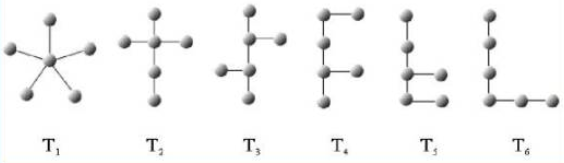 T₁ T₂ T₃ T₄ T₅ T₆